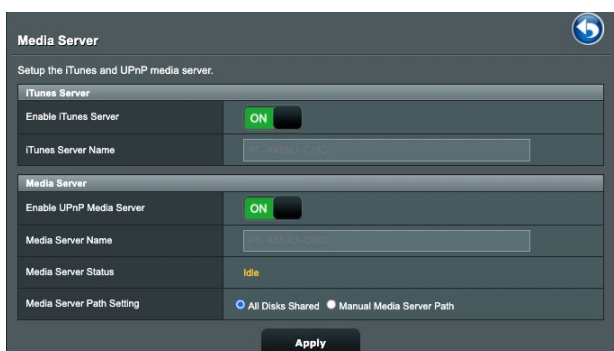 Media Server
Setup the iTunes and UPnP media server.
iTunes Server
Enable iTunes Server ON
iTunes Server Name
Media Server
Enable UPnP Media Server ON
Media Server Name
Media Server Status Idle
Media Server Path Setting All Disks Shared Manual Media Server Path
Apply